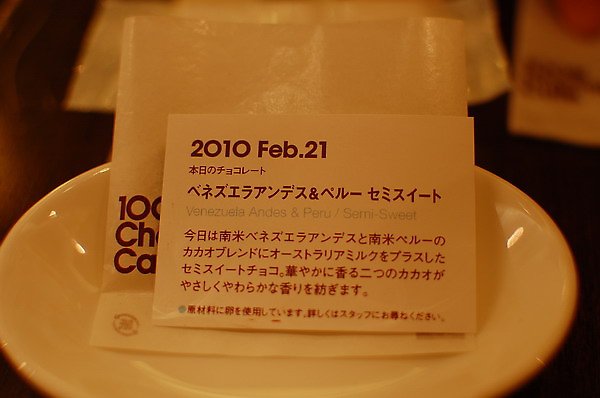 2010 Feb.21
本日のチョコレート
ベネズエラアンデス&ペルー セミスイート
Venezuela Andes & Peru / Semi-Sweet
今日は南米ベネズエラアンデスと南米ペルーの
カカオブレンドにオーストラリアミルクをプラスした
セミスイートチョコ。華やかに香る二つのカカオが
やさしくやわらかな香りを紡ぎます。
●原材料に卵を使用しています。詳しくはスタッフにお尋ねください。
100
Ch
Ca